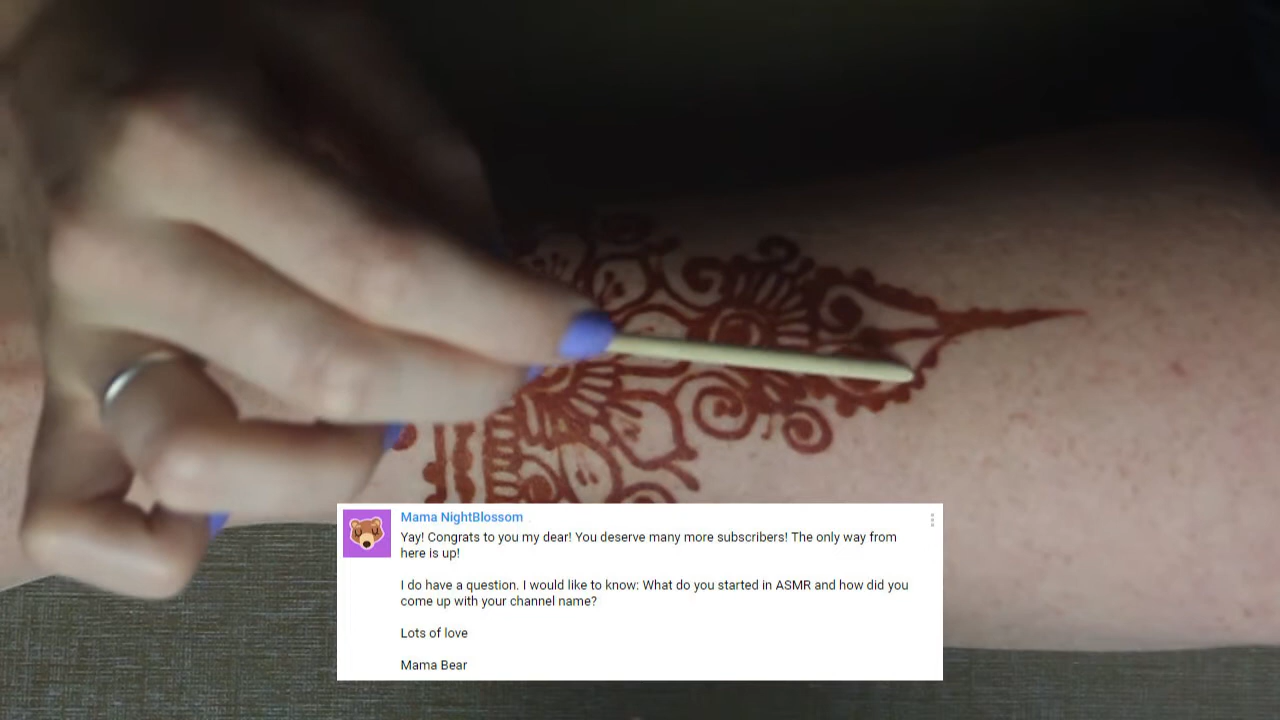 Mama NightBlossom
Yay! Congrats to you my dear! You deserve many more subscribers! The only way from
here is up!
I do have a question. I would like to know: What do you started in ASMR and how did you
come up with your channel name?
Lots of love
Mama Bear